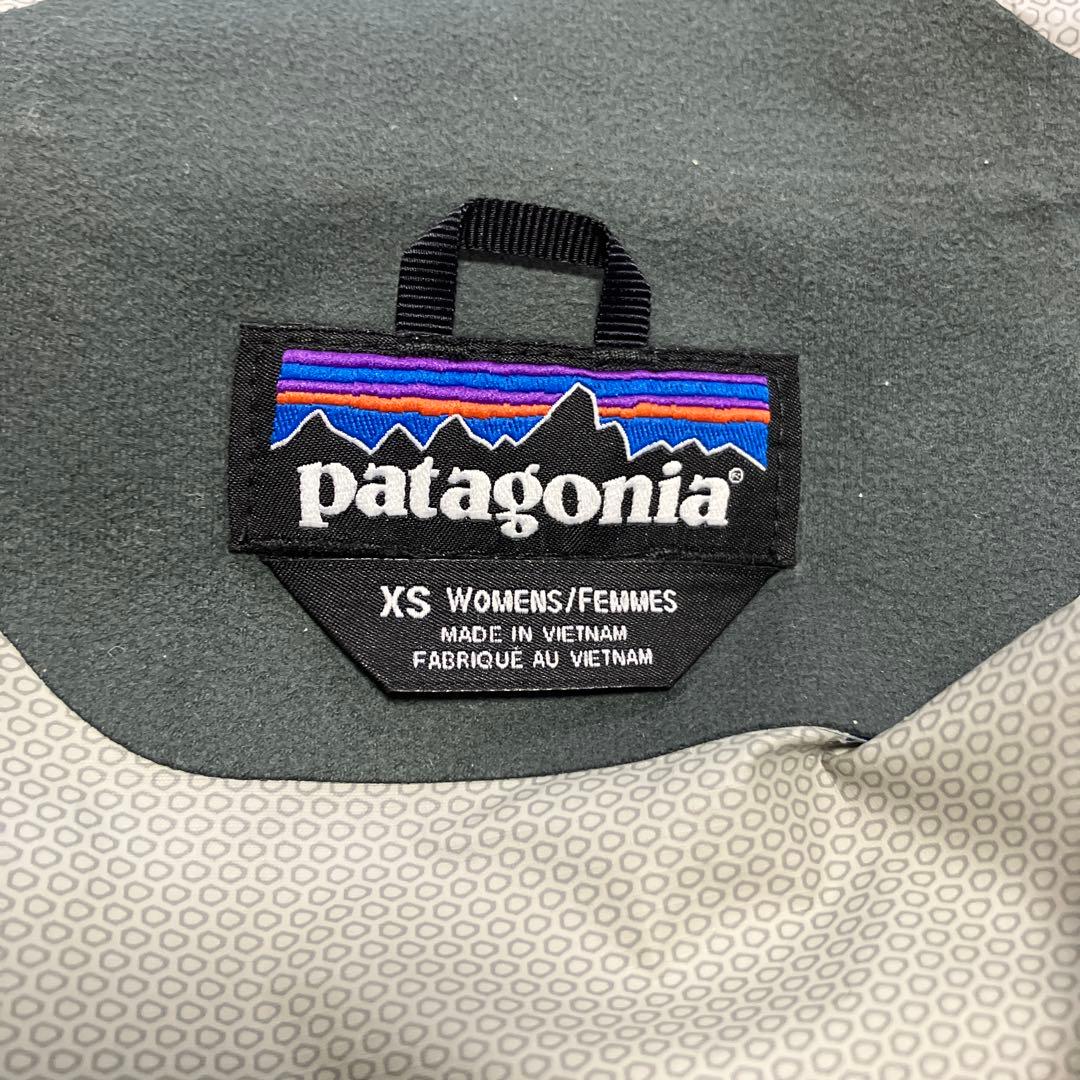 patagonia®
XS WOMENS/FEMMES
MADE IN VIETNAM
FABRIQUÉ AU VIETNAM